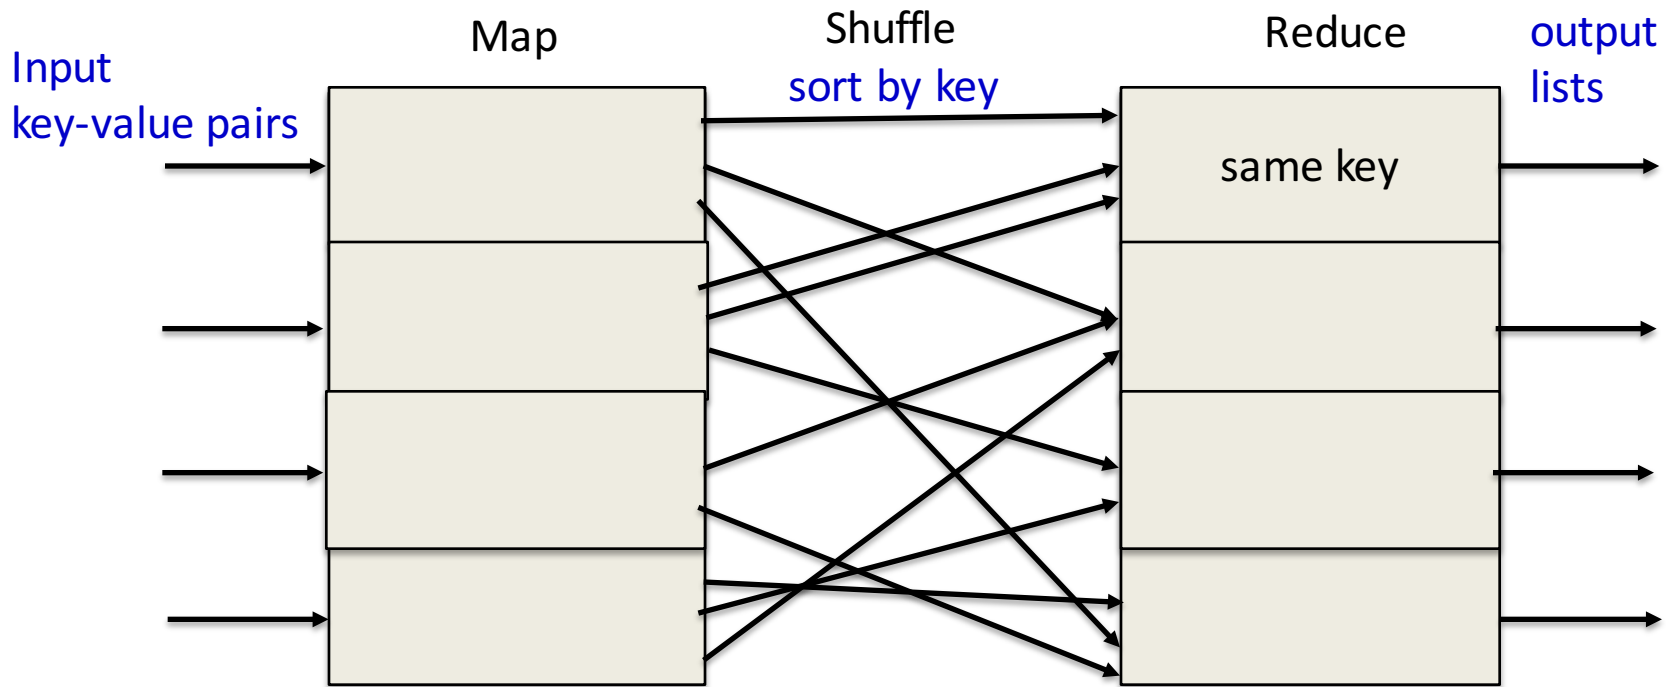 Input
key-value pairs
Map
Shuffle
sort by key
Reduce
same key
output
lists